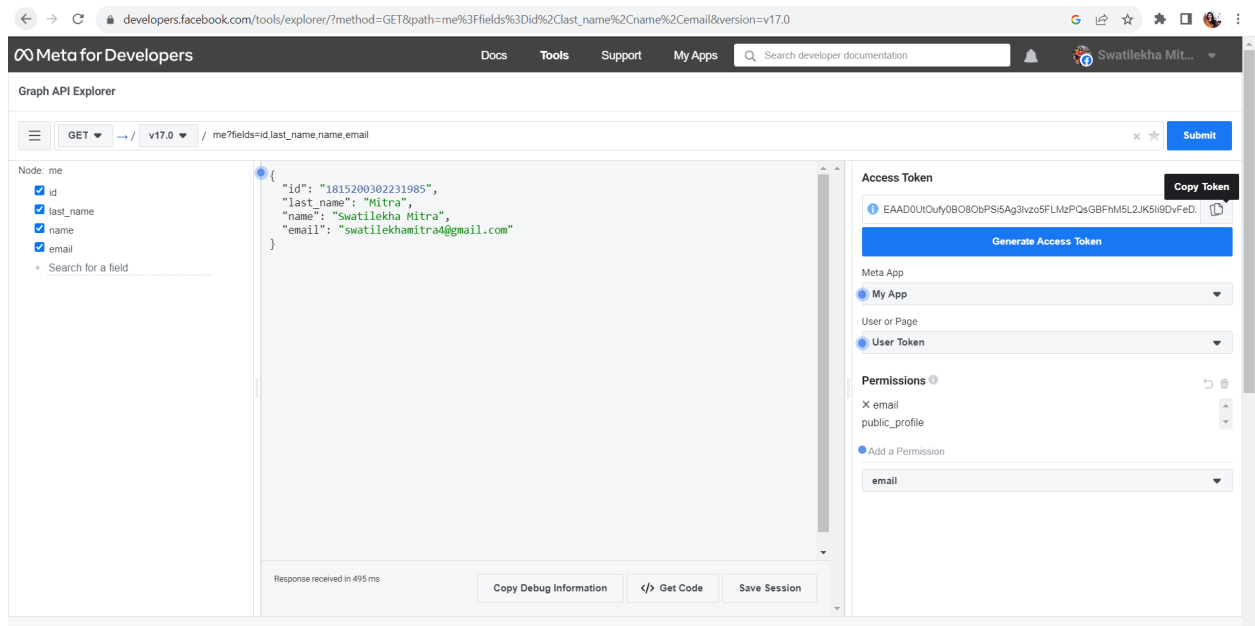 developers.facebook.com/tools/explorer/?method=GET&path=me%3Ffields%3Did%2Clast_name%2Cname%2Cemail&version=v17.0
Meta for Developers
Docs
Tools
Support
My Apps
Search developer documentation
Swatilekha Mit...
Graph API Explorer
GET
→ /
v17.0
/ me?fields=id,last_name,name,email
Submit
Node: me
id
last_name
name
email
+ Search for a field
{
"id": "1815200302231985",
"last_name": "Mitra",
"name": "Swatilekha Mitra",
"email": "swatilekhamitra4@gmail.com"
}
Response received in 495 ms
Copy Debug Information
</> Get Code
Save Session
Access Token
Copy Token
EAAD0UtOufy0BO8ObPSi5Ag3lvzo5FLMzPQsGBFhM5L2JK5Ii9DvFeD.
Generate Access Token
Meta App
My App
User or Page
User Token
Permissions
email
public_profile
Add a Permission
email